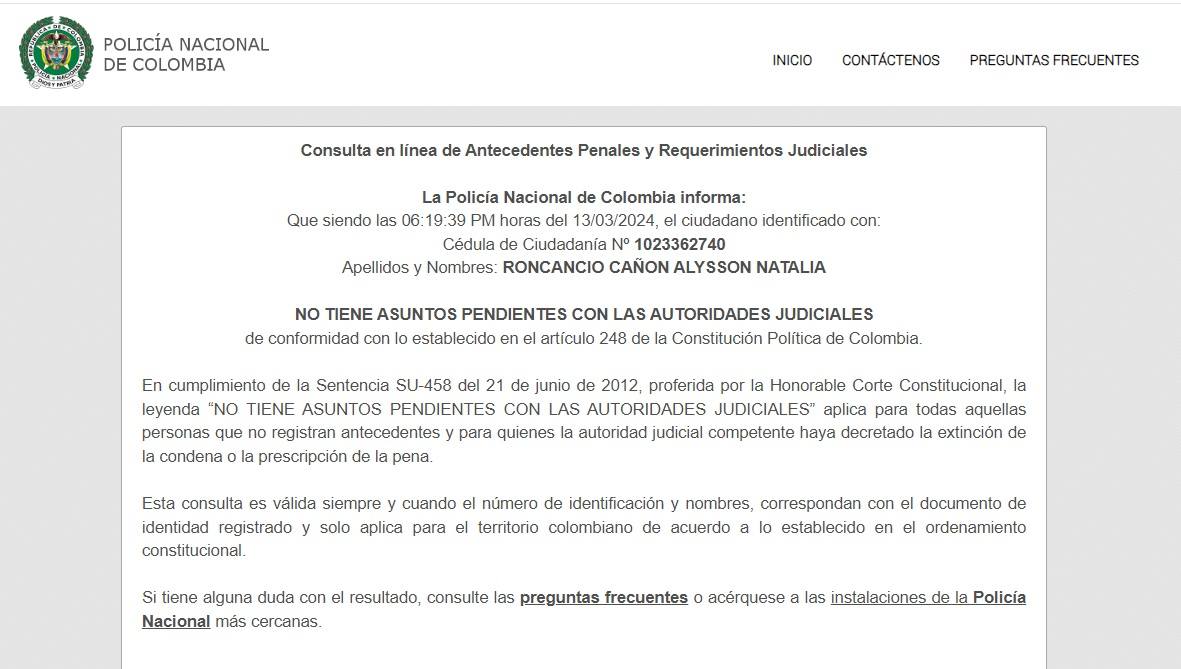 POLICÍA NACIONAL
DE COLOMBIA
INICIO CONTÁCTENOS PREGUNTAS FRECUENTES
Consulta en línea de Antecedentes Penales y Requerimientos Judiciales
La Policía Nacional de Colombia informa:
Que siendo las 06:19:39 PM horas del 13/03/2024, el ciudadano identificado con:
Cédula de Ciudadanía Nº 1023362740
Apellidos y Nombres: RONCANCIO CAÑON ALYSSON NATALIA
NO TIENE ASUNTOS PENDIENTES CON LAS AUTORIDADES JUDICIALES
de conformidad con lo establecido en el artículo 248 de la Constitución Política de Colombia.
En cumplimiento de la Sentencia SU-458 del 21 de junio de 2012, proferida por la Honorable Corte Constitucional, la
leyenda “NO TIENE ASUNTOS PENDIENTES CON LAS AUTORIDADES JUDICIALES” aplica para todas aquellas
personas que no registran antecedentes y para quienes la autoridad judicial competente haya decretado la extinción de
la condena o la prescripción de la pena.
Esta consulta es válida siempre y cuando el número de identificación y nombres, correspondan con el documento de
identidad registrado y solo aplica para el territorio colombiano de acuerdo a lo establecido en el ordenamiento
constitucional.
Si tiene alguna duda con el resultado, consulte las preguntas frecuentes o acérquese a las instalaciones de la Policía
Nacional más cercanas.